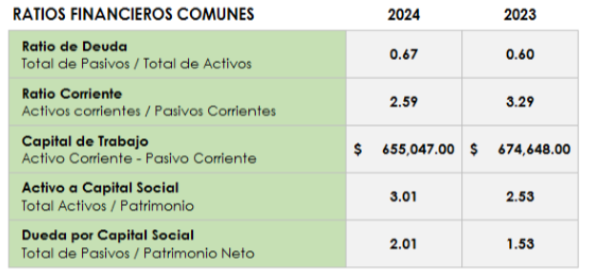 RATIOS FINANCIEROS COMUNES 2024 2023
Ratio de Deuda
Total de Pasivos / Total de Activos
0.67 0.60
Ratio Corriente
Activos corrientes / Pasivos Corrientes
2.59 3.29
Capital de Trabajo
Activo Corriente - Pasivo Corriente
$ 655,047.00 $ 674,648.00
Activo a Capital Social
Total Activos / Patrimonio
3.01 2.53
Dueda por Capital Social
Total de Pasivos / Patrimonio Neto
2.01 1.53